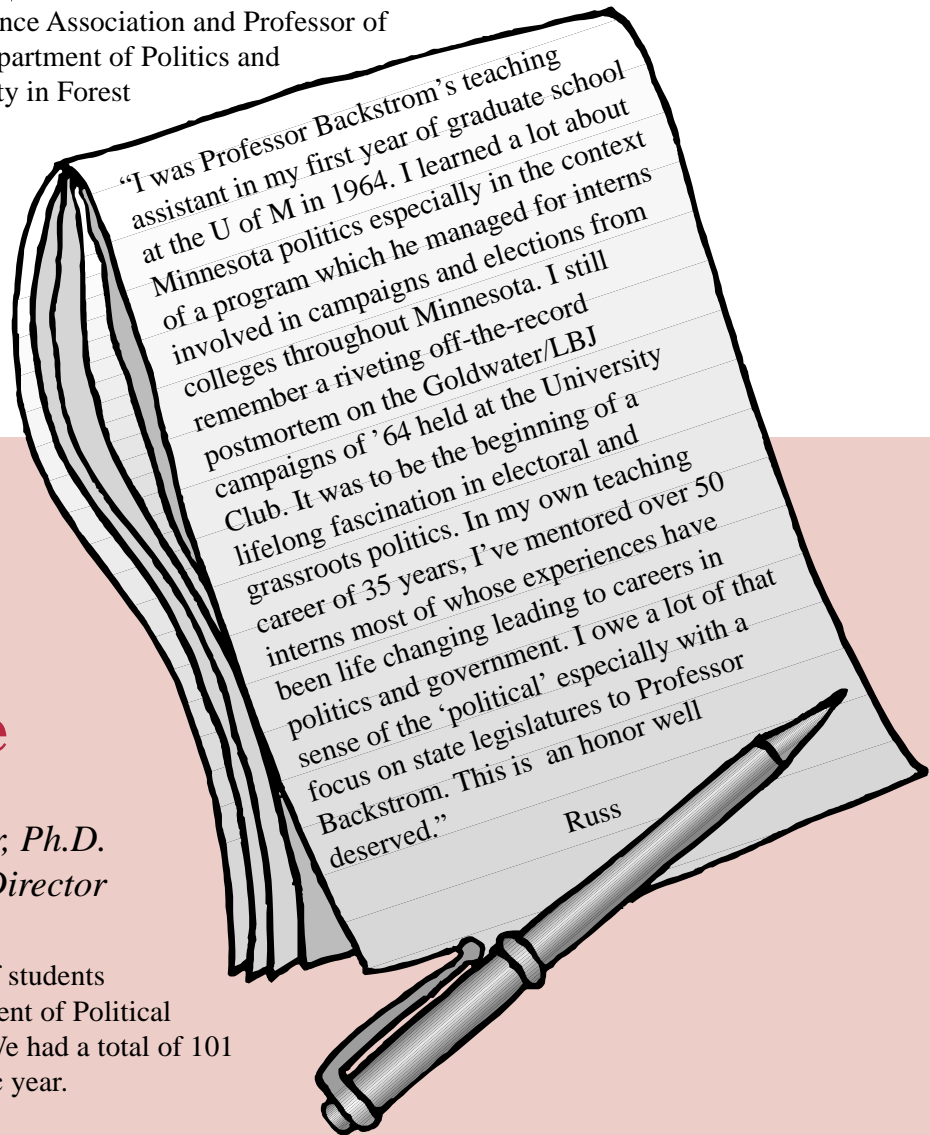 nce Association and Professor of
partment of Politics and
ty in Forest
“I was Professor Backstrom’s teaching
assistant in my first year of graduate school
at the U of M in 1964. I learned a lot about
Minnesota politics especially in the context
of a program which he managed for interns
involved in campaigns and elections from
colleges throughout Minnesota. I still
remember a riveting off-the-record
postmortem on the Goldwater/LBJ
campaigns of ’64 held at the University
Club. It was to be the beginning of a
lifelong fascination in electoral and
grassroots politics. In my own teaching
career of 35 years, I’ve mentored over 50
interns most of whose experiences have
been life changing leading to careers in
politics and government. I owe a lot of that
sense of the ‘political’ especially with a
focus on state legislatures to Professor
Backstrom. This is  an honor well
deserved.”
Russ
e
r, Ph.D.
Director
f students
ent of Political
We had a total of 101
c year.